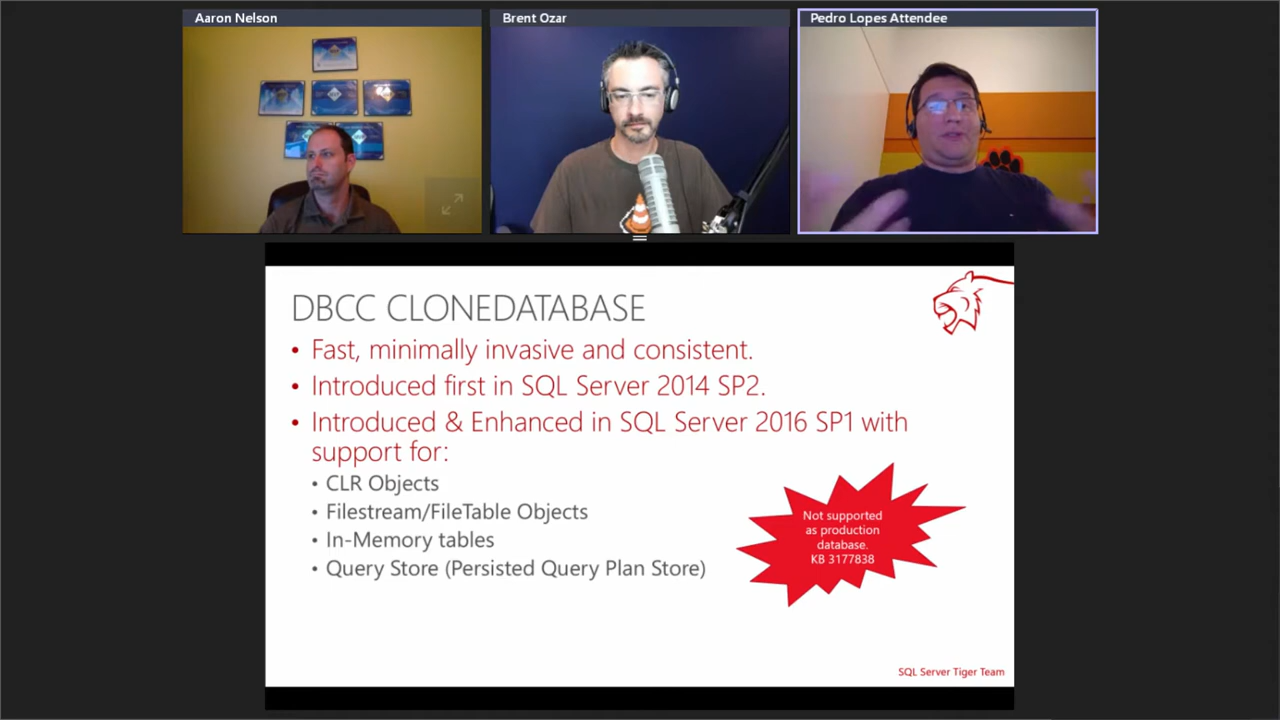 Aaron Nelson
Brent Ozar
Pedro Lopes Attendee
DBCC CLONEDATABASE
• Fast, minimally invasive and consistent.
• Introduced first in SQL Server 2014 SP2.
• Introduced & Enhanced in SQL Server 2016 SP1 with
support for:
• CLR Objects
• Filestream/FileTable Objects
• In-Memory tables
• Query Store (Persisted Query Plan Store)
Not supported
as production
database.
KB 3177838
SQL Server Tiger Team